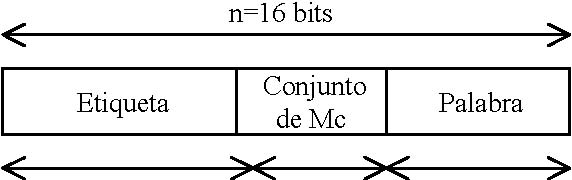 n=16 bits
Etiqueta
Conjunto
de Mc
Palabra